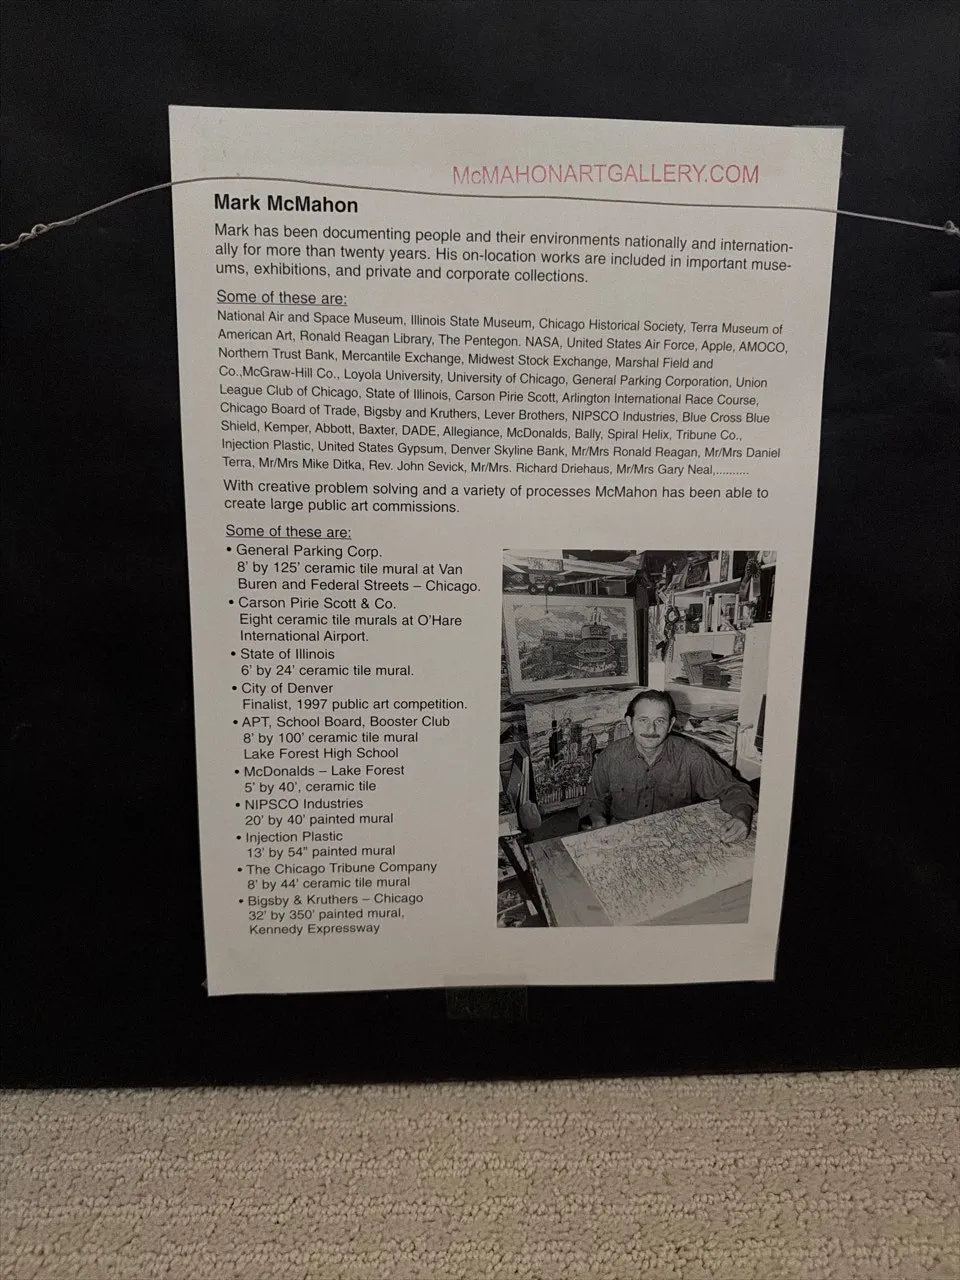 McMAHONARTGALLERY.COM
Mark McMahon
Mark has been documenting people and their environments nationally and internation-
ally for more than twenty years. His on-location works are included in important muse-
ums, exhibitions, and private and corporate collections.
Some of these are:
National Air and Space Museum, Illinois State Museum, Chicago Historical Society, Terra Museum of
American Art, Ronald Reagan Library, The Pentegon. NASA, United States Air Force, Apple, AMOCO,
Northern Trust Bank, Mercantile Exchange, Midwest Stock Exchange, Marshal Field and
Co.,McGraw-Hill Co., Loyola University, University of Chicago, General Parking Corporation, Union
League Club of Chicago, State of Illinois, Carson Pirie Scott, Arlington International Race Course,
Chicago Board of Trade, Bigsby and Kruthers, Lever Brothers, NIPSCO Industries, Blue Cross Blue
Shield, Kemper, Abbott, Baxter, DADE, Allegiance, McDonalds, Bally, Spiral Helix, Tribune Co.,
Injection Plastic, United States Gypsum, Denver Skyline Bank, Mr/Mrs Ronald Reagan, Mr/Mrs Daniel
Terra, Mr/Mrs Mike Ditka, Rev. John Sevick, Mr/Mrs. Richard Driehaus, Mr/Mrs Gary Neal,..........
With creative problem solving and a variety of processes McMahon has been able to
create large public art commissions.
Some of these are:
• General Parking Corp.
8' by 125' ceramic tile mural at Van
Buren and Federal Streets – Chicago.
• Carson Pirie Scott & Co.
Eight ceramic tile murals at O'Hare
International Airport.
• State of Illinois
6' by 24' ceramic tile mural.
• City of Denver
Finalist, 1997 public art competition.
• APT, School Board, Booster Club
8' by 100' ceramic tile mural
Lake Forest High School
• McDonalds – Lake Forest
5' by 40', ceramic tile
• NIPSCO Industries
20' by 40' painted mural
• Injection Plastic
13' by 54" painted mural
• The Chicago Tribune Company
8' by 44' ceramic tile mural
• Bigsby & Kruthers – Chicago
32' by 350' painted mural,
Kennedy Expressway